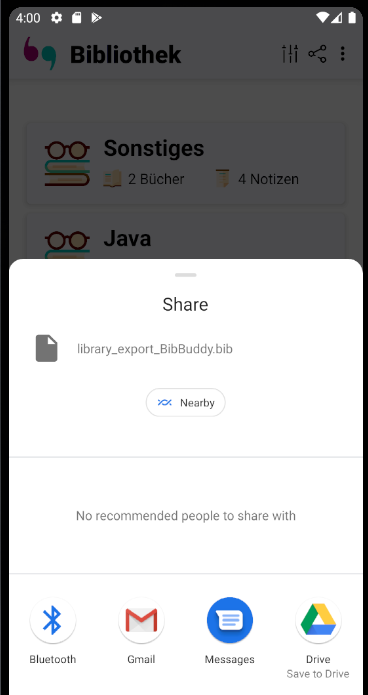 4:00
Bibliothek
Sonstiges
2 Bücher 4 Notizen
Java
Share
library_export_BibBuddy.bib
Nearby
No recommended people to share with
Bluetooth Gmail Messages Drive
Save to Drive